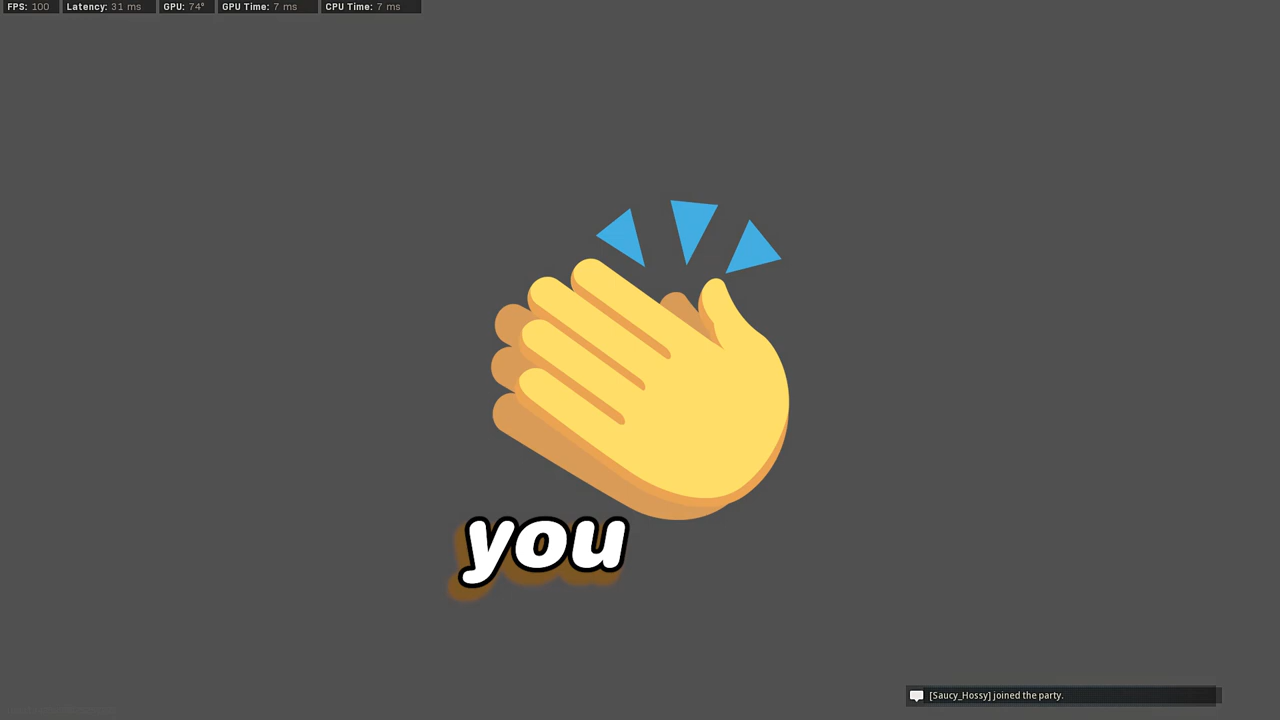 FPS: 100 Latency: 31 ms GPU: 74° GPU Time: 7 ms CPU Time: 7 ms
you
[Saucy_Hossy] joined the party.